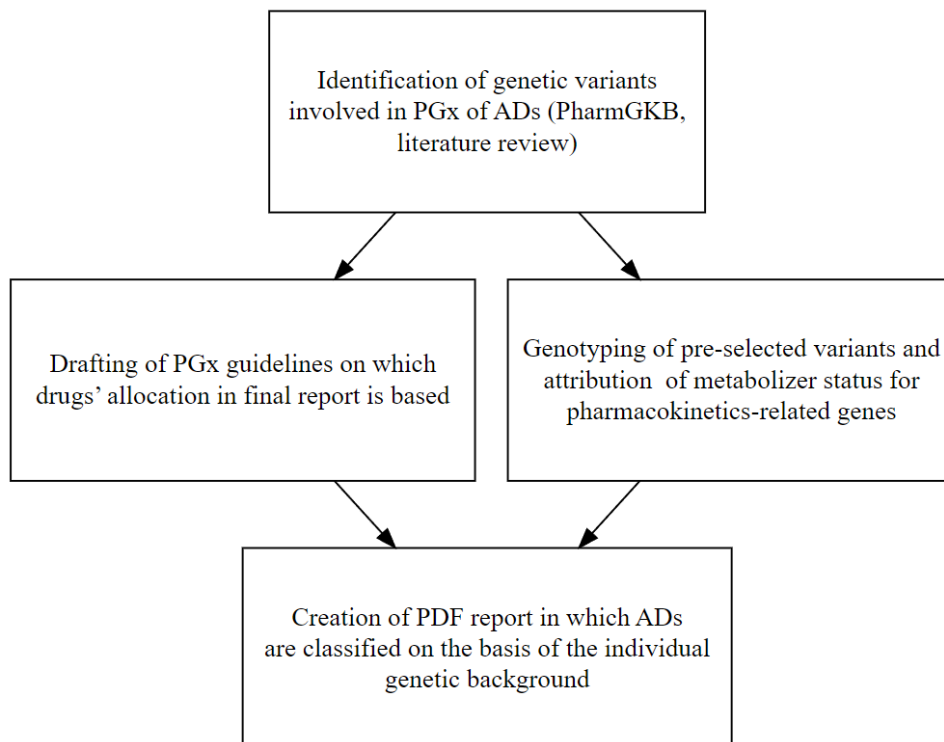 Identification of genetic variants
involved in PGx of ADs (PharmGKB,
literature review)
Drafting of PGx guidelines on which
drugs’ allocation in final report is based
Genotyping of pre-selected variants and
attribution  of metabolizer status for
pharmacokinetics-related genes
Creation of PDF report in which ADs
are classified on the basis of the individual
genetic background